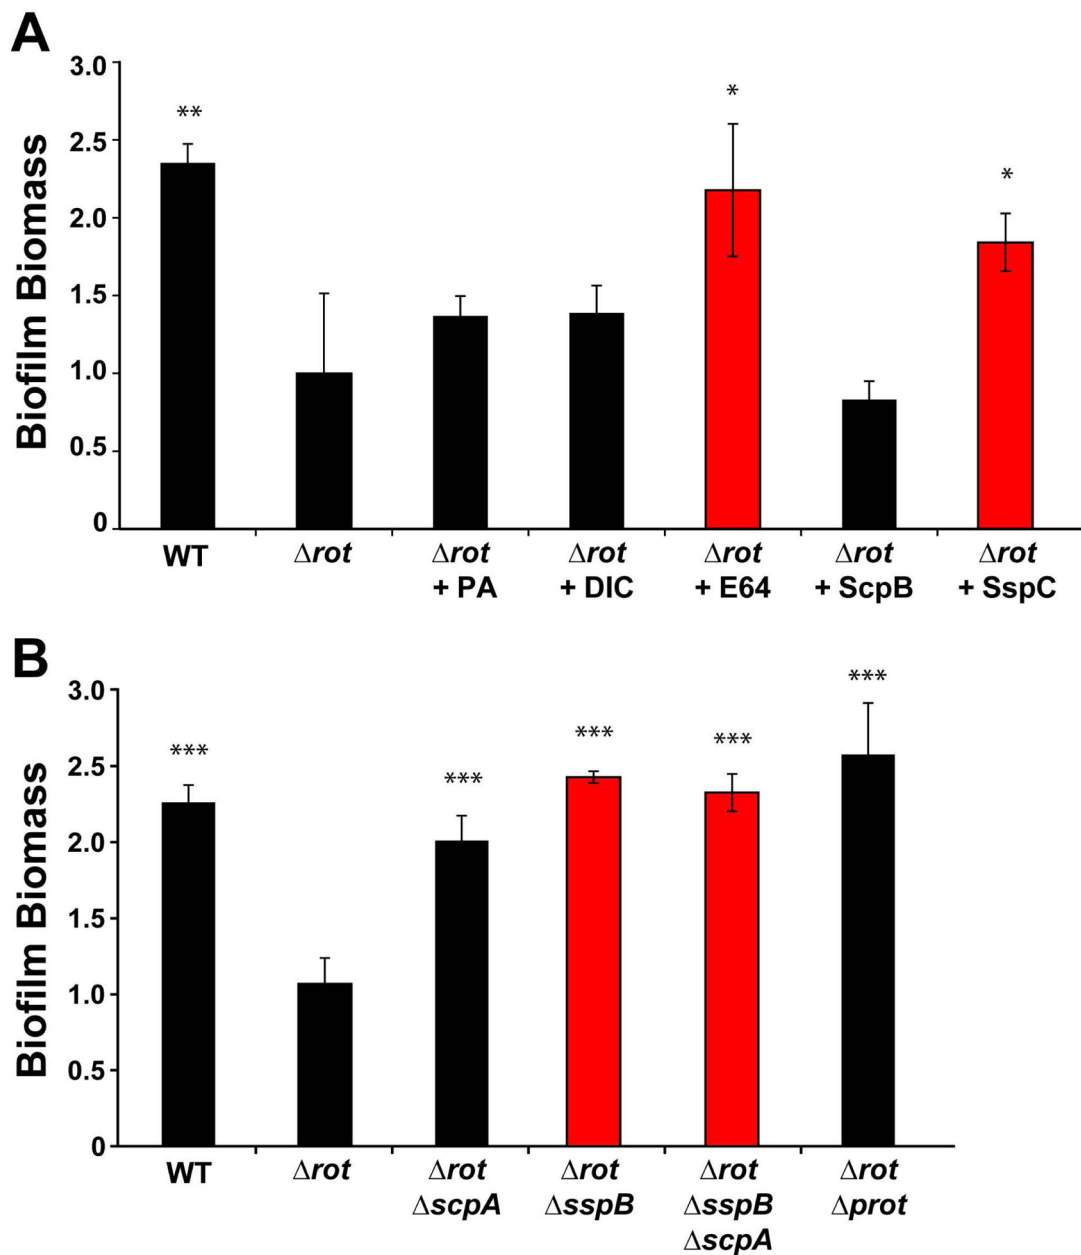 A
Biofilm Biomass
3.0
2.5
2.0
1.5
1.0
0.5
0
**
*
*
WT
Δrot
Δrot
+ PA
Δrot
+ DIC
Δrot
+ E64
Δrot
+ ScpB
Δrot
+ SspC
B
Biofilm Biomass
3.0
2.5
2.0
1.5
1.0
0.5
0
***
***
***
***
***
WT
Δrot
Δrot
ΔscpA
Δrot
ΔsspB
Δrot
ΔsspB
ΔscpA
Δrot
Δprot